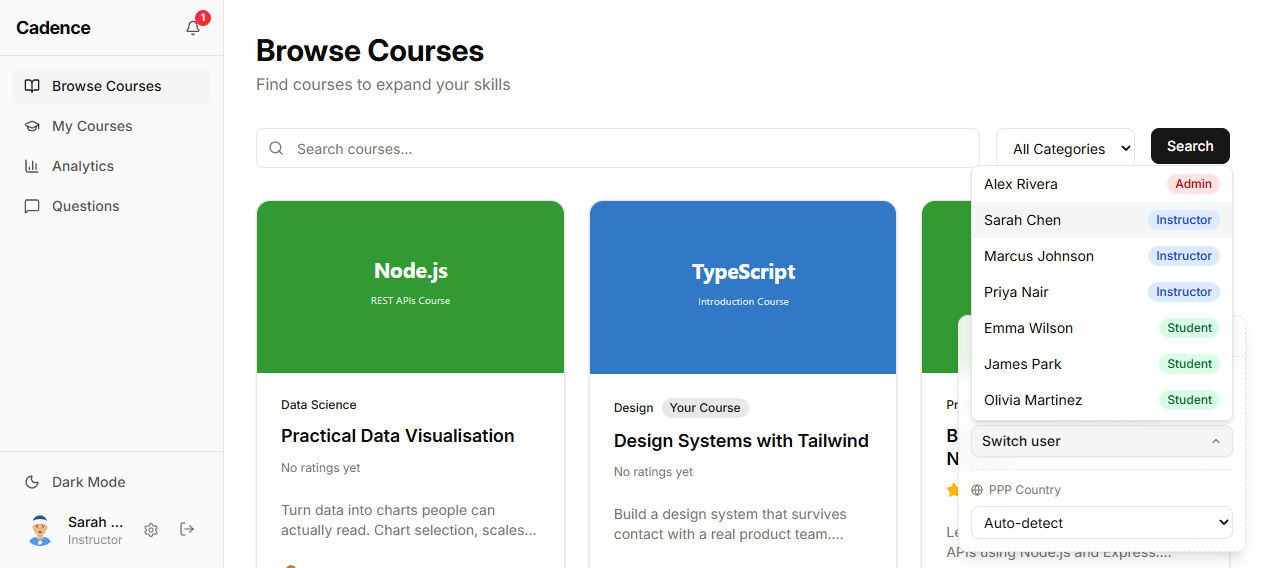 Cadence
1
Browse Courses
My Courses
Analytics
Questions
Dark Mode
Sarah ...
Instructor
Browse Courses
Find courses to expand your skills
Search courses...
All Categories
Search
Node.js
REST APIs Course
Data Science
Practical Data Visualisation
No ratings yet
Turn data into charts people can
actually read. Chart selection, scales...
TypeScript
Introduction Course
Design
Your Course
Design Systems with Tailwind
No ratings yet
Build a design system that survives
contact with a real product team....
APIs using Node.js and Express....
Alex Rivera
Admin
Sarah Chen
Instructor
Marcus Johnson
Instructor
Priya Nair
Instructor
Emma Wilson
Student
James Park
Student
Olivia Martinez
Student
Switch user
PPP Country
Auto-detect